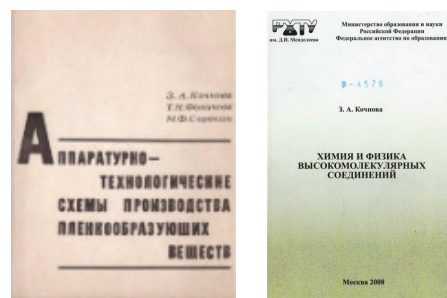 З. А. Кочнова
Т.Н. Фомичева
М.Ф. Сорокин
АППАРАТУРНО–
ТЕХНОЛОГИЧЕСКИЕ
СХЕМЫ ПРОИЗВОДСТВА
ПЛЕНКООБРАЗУЮЩИХ
ВЕЩЕСТВ
РХТУ
им. Д.И. Менделеева
Министерство образования и науки
Российской Федерации
Федеральное агентство по образованию
З. А. Кочнова
ХИМИЯ И ФИЗИКА
ВЫСОКОМОЛЕКУЛЯРНЫХ
СОЕДИНЕНИЙ
Москва 2008